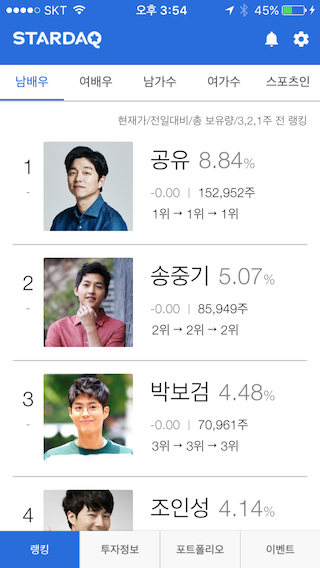 SKT 오후 3:54 45%
STARDAQ
남배우 여배우 남가수 여가수 스포츠인
현재가/전일대비/총 보유량/3,2,1주 전 랭킹
1 공유 8.84%
- -0.00 | 152,952주
1위 → 1위 → 1위
2 송중기 5.07%
- -0.00 | 85,949주
2위 → 2위 → 2위
3 박보검 4.48%
- -0.00 | 70,961주
3위 → 3위 → 3위
4 조인성 4.14%
랭킹 투자정보 포트폴리오 이벤트